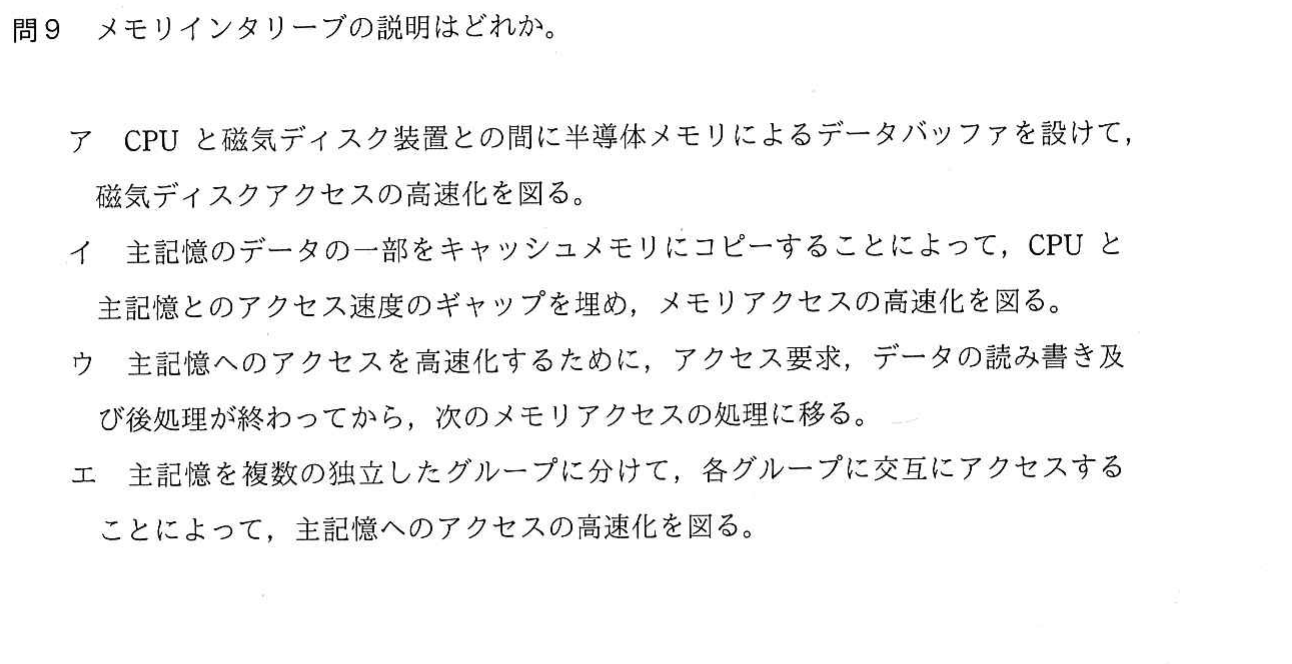 問9　メモリインタリーブの説明はどれか。
ア　CPU と磁気ディスク装置との間に半導体メモリによるデータバッファを設けて，
磁気ディスクアクセスの高速化を図る。
イ　主記憶のデータの一部をキャッシュメモリにコピーすることによって，CPU と
主記憶とのアクセス速度のギャップを埋め，メモリアクセスの高速化を図る。
ウ　主記憶へのアクセスを高速化するために，アクセス要求，データの読み書き及
び後処理が終わってから，次のメモリアクセスの処理に移る。
エ　主記憶を複数の独立したグループに分けて，各グループに交互にアクセスする
ことによって，主記憶へのアクセスの高速化を図る。